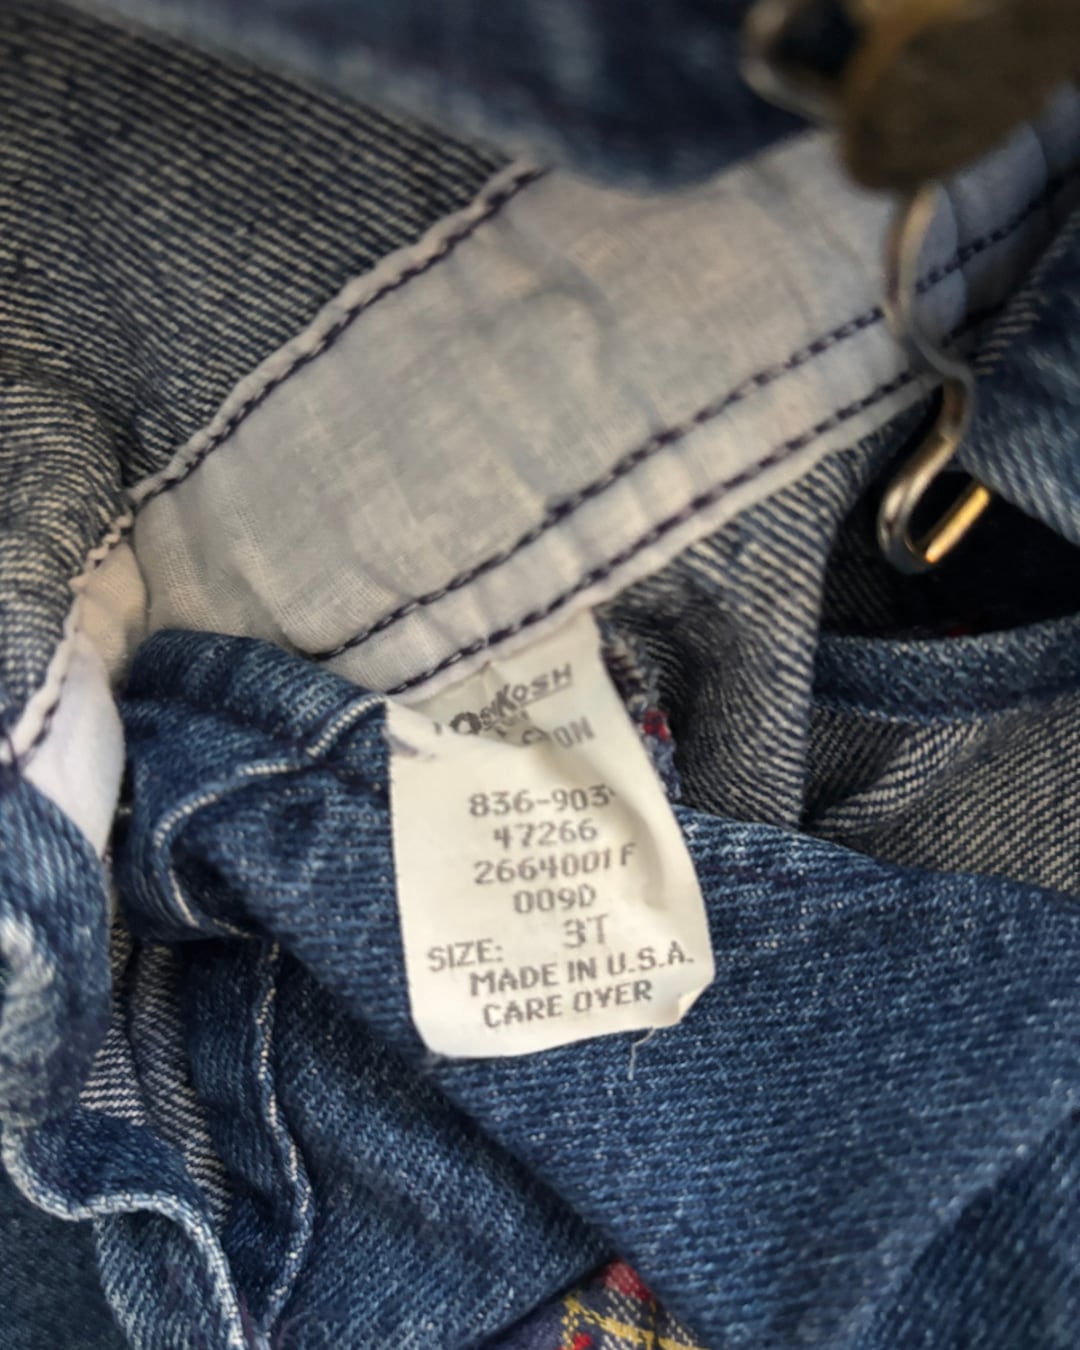 OSHKOSH
836-903
47266
2664001F
009D
3T
SIZE:
MADE IN U.S.A.
CARE OVER